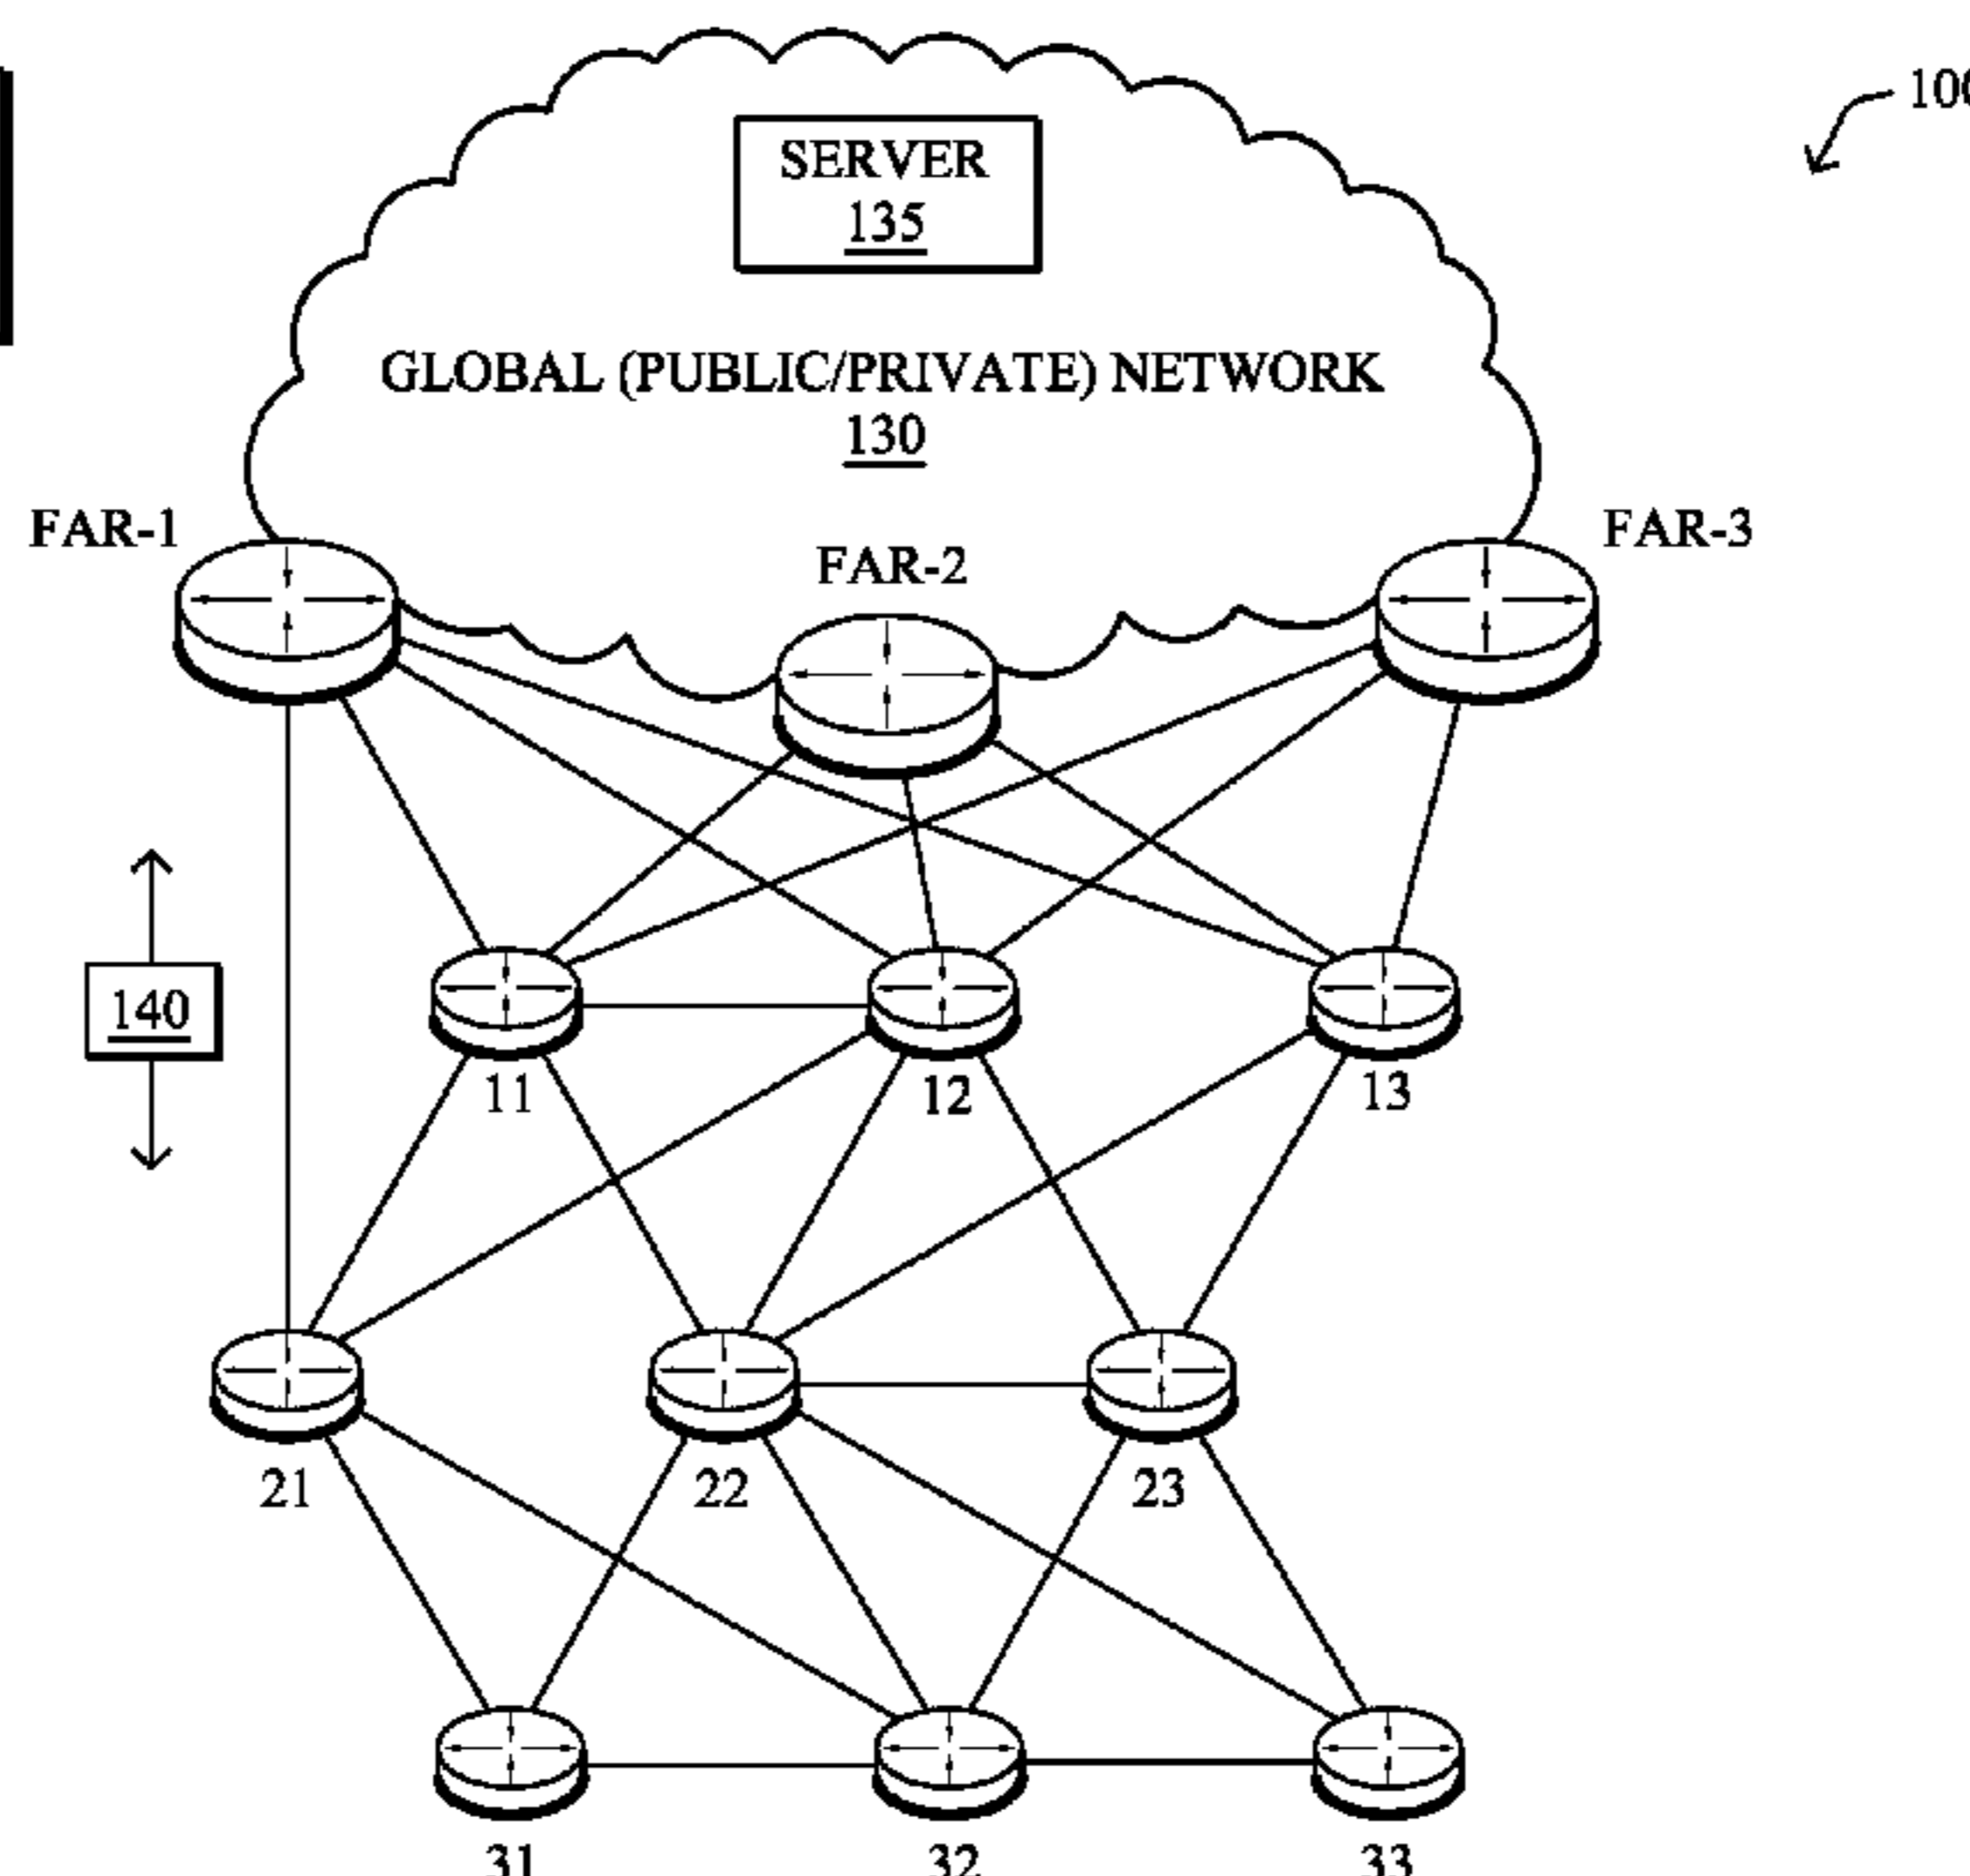 100
SERVER
135
GLOBAL (PUBLIC/PRIVATE) NETWORK
130
FAR-1
FAR-2
FAR-3
140
11
12
13
21
22
23
31
32
33